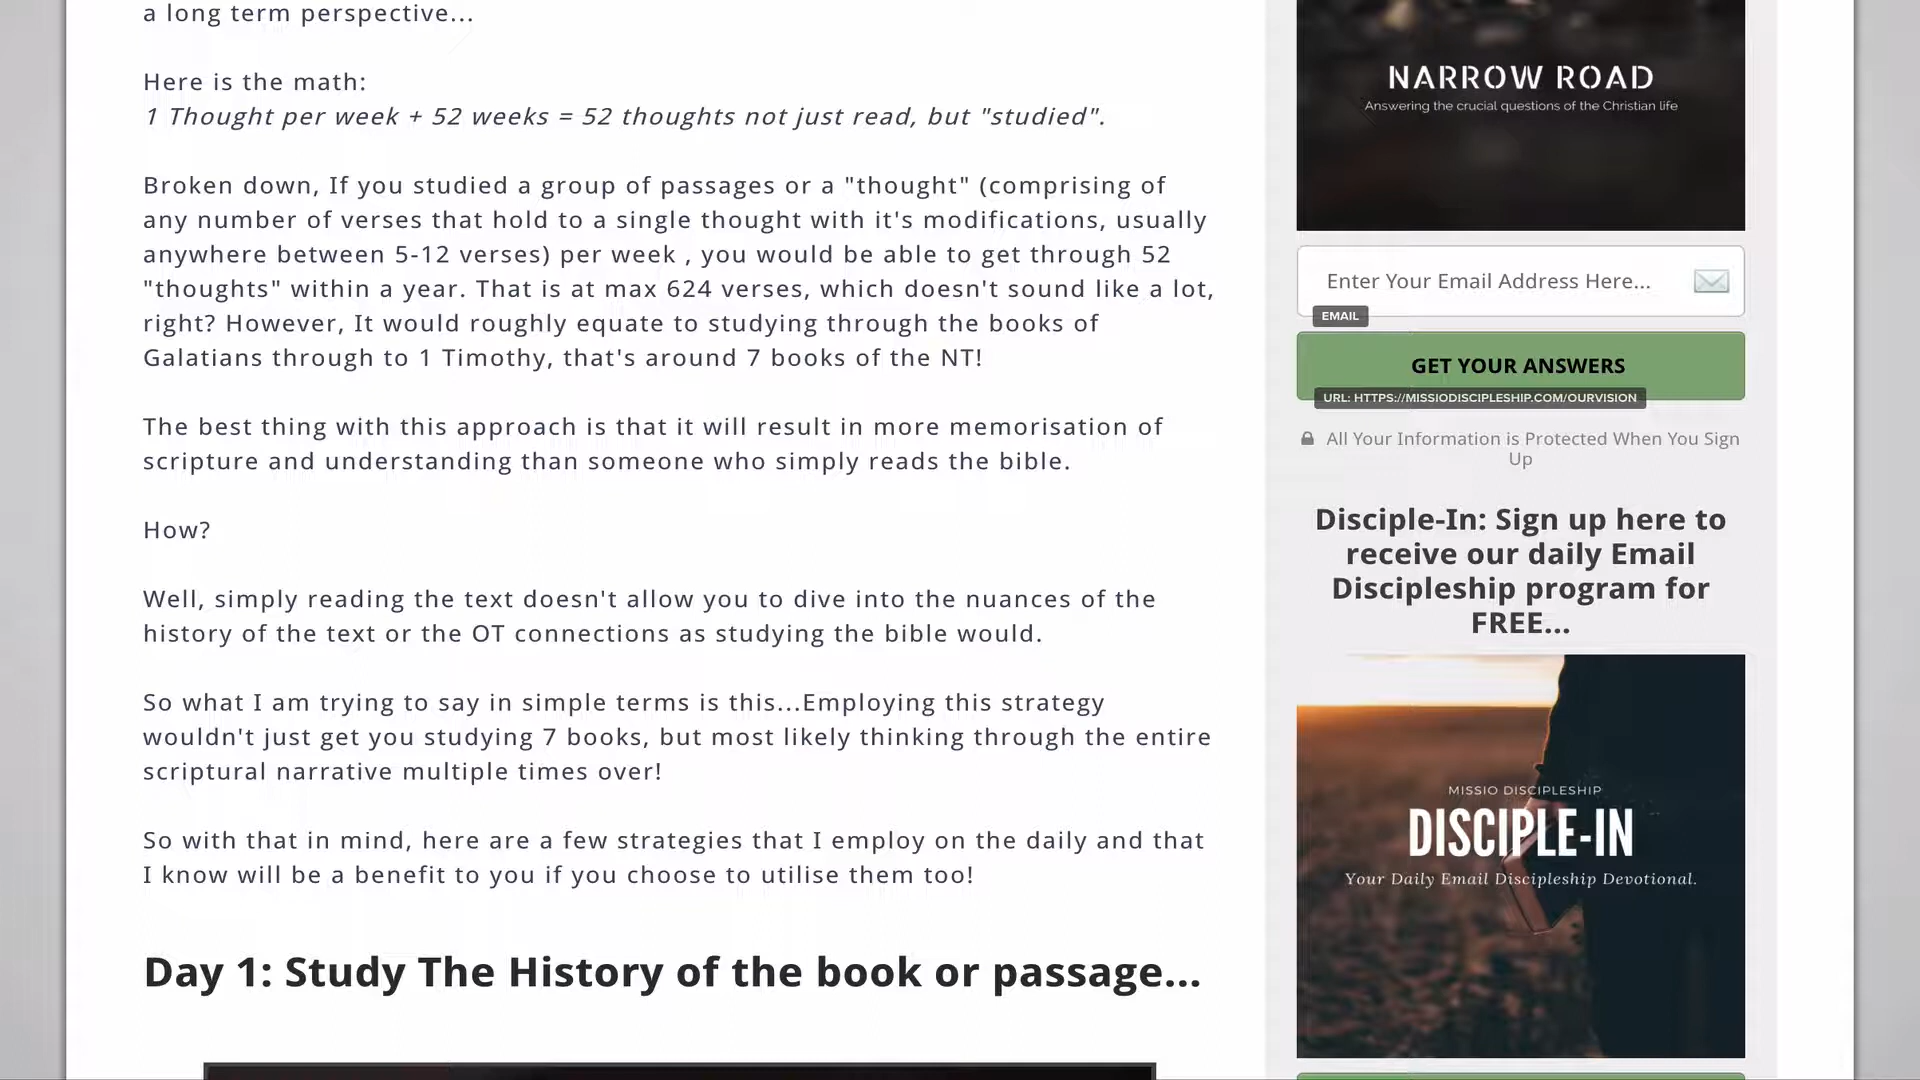 a long term perspective...
Here is the math:
1 Thought per week + 52 weeks = 52 thoughts not just read, but "studied".
Broken down, If you studied a group of passages or a "thought" (comprising of
any number of verses that hold to a single thought with it's modifications, usually
anywhere between 5-12 verses) per week , you would be able to get through 52
"thoughts" within a year. That is at max 624 verses, which doesn't sound like a lot,
right? However, It would roughly equate to studying through the books of
Galatians through to 1 Timothy, that's around 7 books of the NT!
The best thing with this approach is that it will result in more memorisation of
scripture and understanding than someone who simply reads the bible.
How?
Well, simply reading the text doesn't allow you to dive into the nuances of the
history of the text or the OT connections as studying the bible would.
So what I am trying to say in simple terms is this...Employing this strategy
wouldn't just get you studying 7 books, but most likely thinking through the entire
scriptural narrative multiple times over!
So with that in mind, here are a few strategies that I employ on the daily and that
I know will be a benefit to you if you choose to utilise them too!
Day 1: Study The History of the book or passage...
NARROW ROAD
Answering the crucial questions of the Christian life
Enter Your Email Address Here...
EMAIL
GET YOUR ANSWERS
URL: HTTPS://MISSIODISCIPLESHIP.COM/OURVISION
All Your Information is Protected When You Sign
Up
Disciple-In: Sign up here to
receive our daily Email
Discipleship program for
FREE...
MISSIO DISCIPLESHIP
DISCIPLE-IN
Your Daily Email Discipleship Devotional.